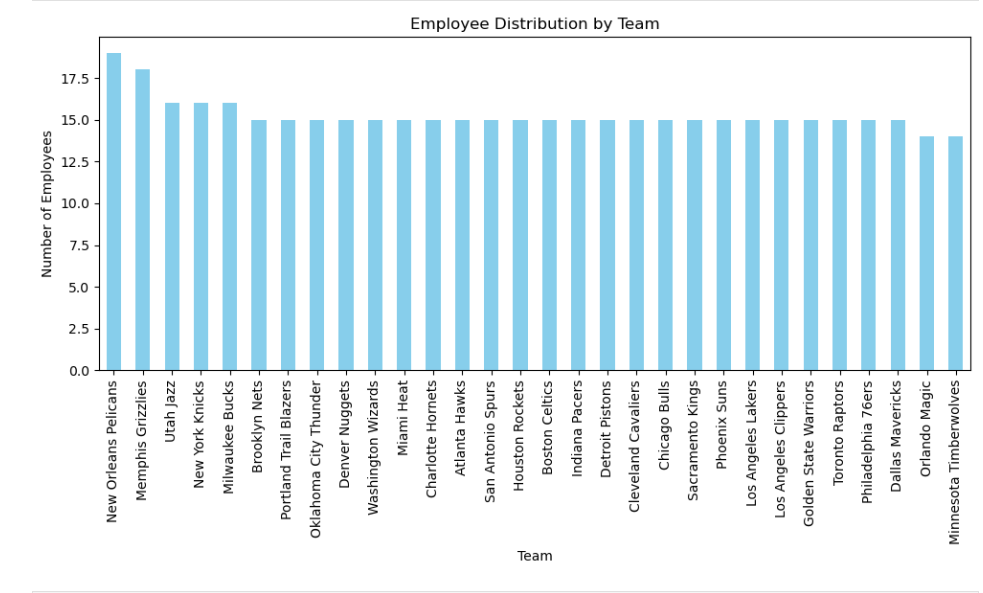 Employee Distribution by Team
Number of Employees
17.5
15.0
12.5
10.0
7.5
5.0
2.5
0.0
New Orleans Pelicans
Memphis Grizzlies
Utah Jazz
New York Knicks
Milwaukee Bucks
Brooklyn Nets
Portland Trail Blazers
Oklahoma City Thunder
Denver Nuggets
Washington Wizards
Miami Heat
Charlotte Hornets
Atlanta Hawks
San Antonio Spurs
Houston Rockets
Boston Celtics
Indiana Pacers
Detroit Pistons
Cleveland Cavaliers
Chicago Bulls
Sacramento Kings
Phoenix Suns
Los Angeles Lakers
Los Angeles Clippers
Golden State Warriors
Toronto Raptors
Philadelphia 76ers
Dallas Mavericks
Orlando Magic
Minnesota Timberwolves
Team